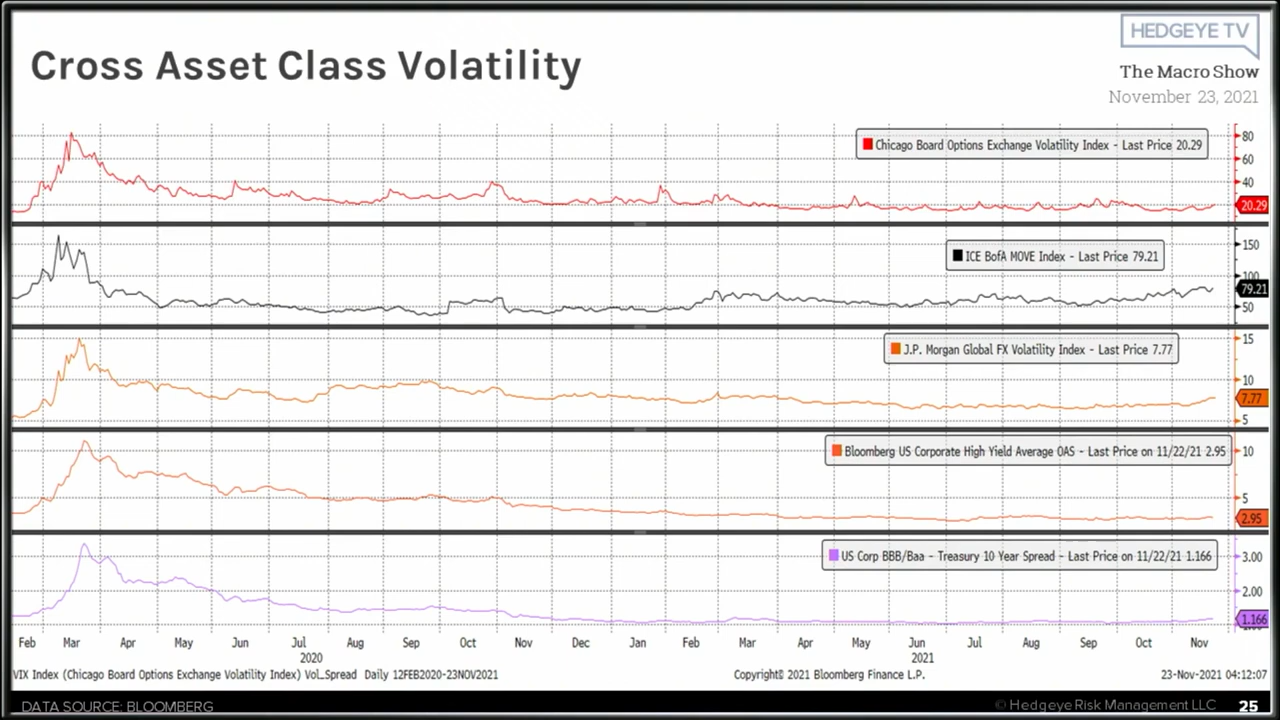 HEDGEYE TV
Cross Asset Class Volatility
The Macro Show
November 23, 2021
Chicago Board Options Exchange Volatility Index - Last Price 20.29
80
60
40
20.29
ICE BofA MOVE Index - Last Price 79.21
150
100
79.21
50
J.P. Morgan Global FX Volatility Index - Last Price 7.77
15
10
7.77
5
Bloomberg US Corporate High Yield Average OAS - Last Price on 11/22/21 2.95
10
5
2.95
US Corp BBB/Baa - Treasury 10 Year Spread - Last Price on 11/22/21 1.166
3.00
2.00
1.166
Feb Mar Apr May Jun Jul Aug Sep Oct Nov Dec Jan Feb Mar Apr May Jun Jul Aug Sep Oct Nov
2020 2021
VIX Index (Chicago Board Options Exchange Volatility Index) Vol_Spread Daily 12FEB2020-23NOV2021 Copyright© 2021 Bloomberg Finance L.P. 23-Nov-2021 04:12:07
DATA SOURCE: BLOOMBERG © Hedgeye Risk Management LLC 25